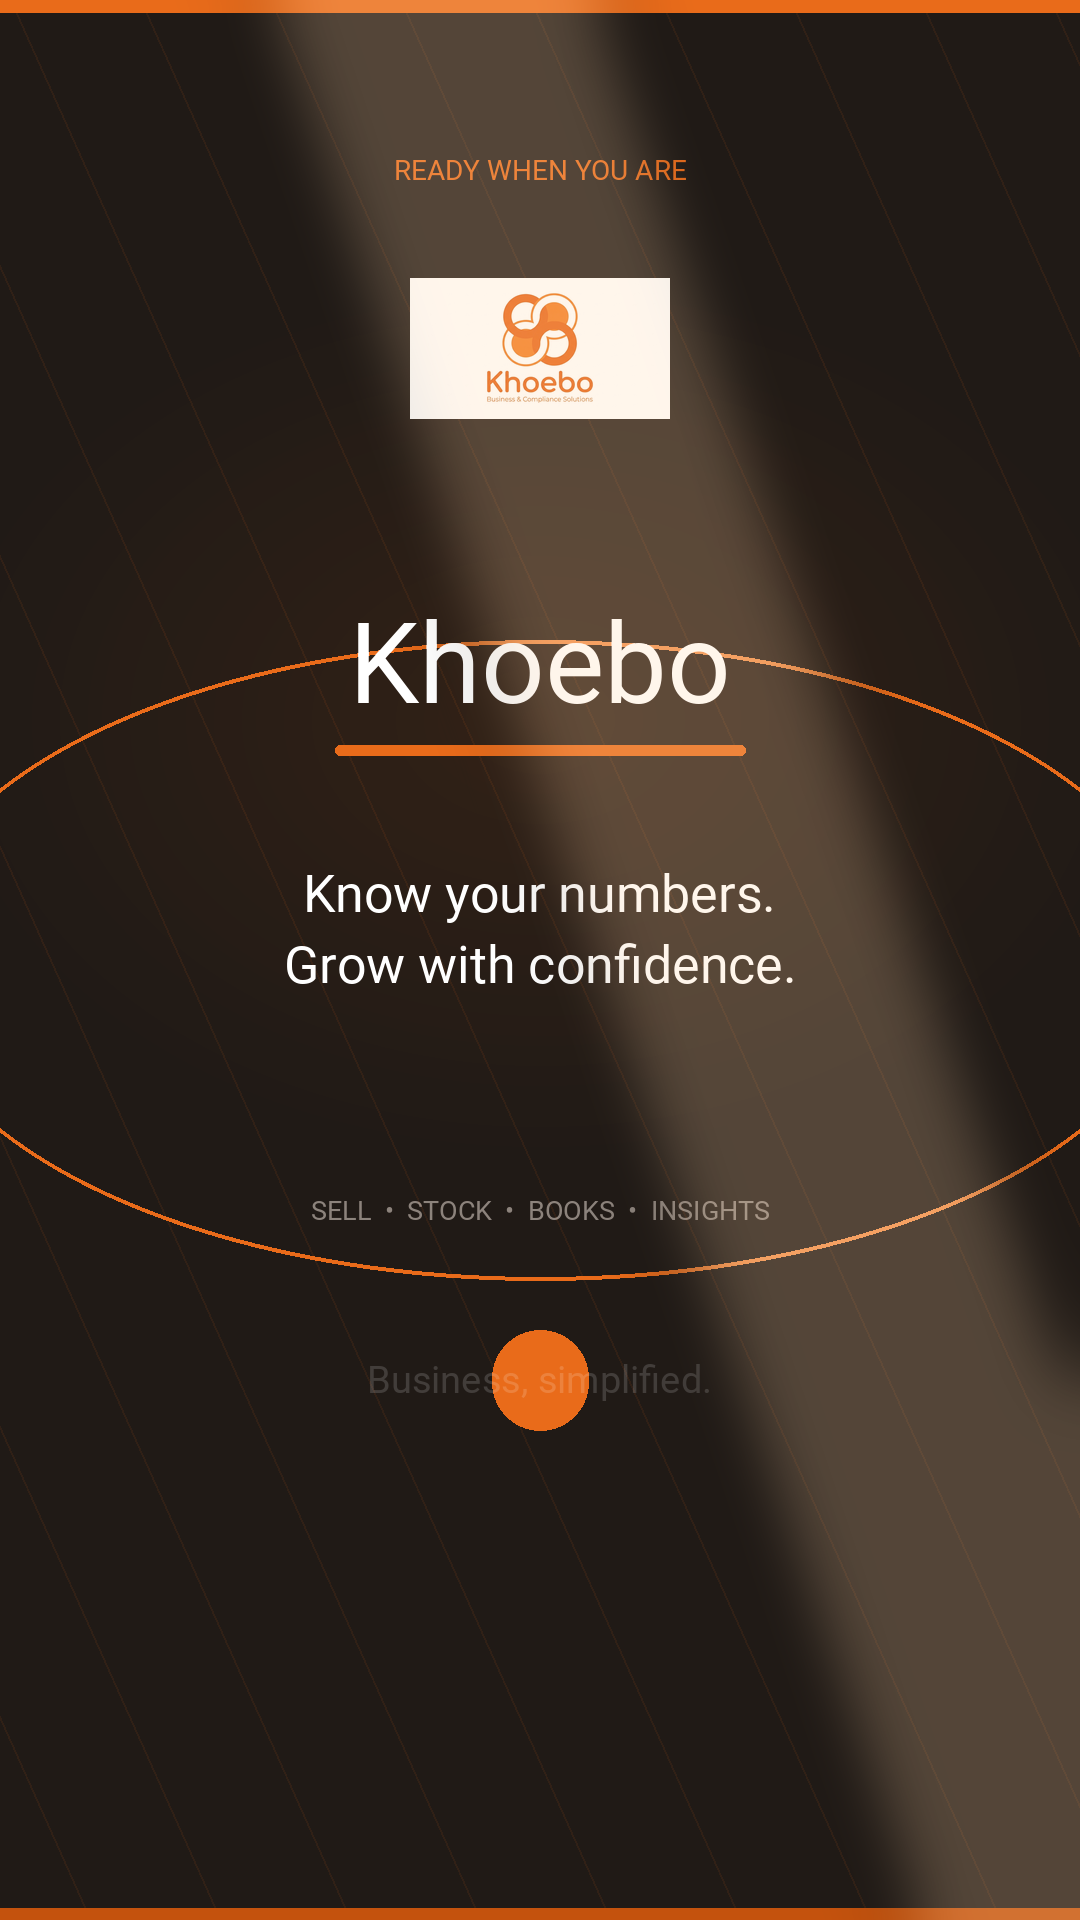 READY WHEN YOU ARE
Khoebo
Business & Compliance Solutions
Khoebo
Know your numbers.
Grow with confidence.
SELL • STOCK • BOOKS • INSIGHTS
Business, simplified.